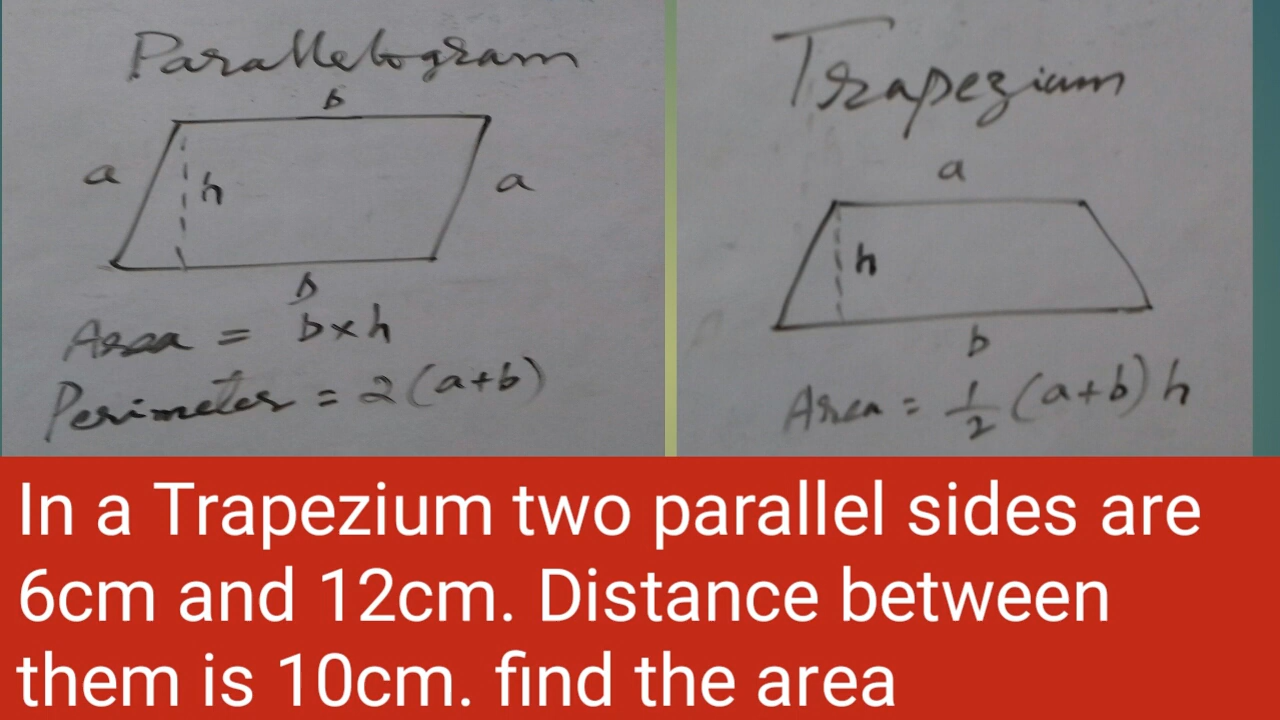 Parallelogram
b
a
h
a
b
Area = b×h
Perimeter = 2(a+b)
Trapezium
a
h
b
Area = 1/2 (a+b) h
In a Trapezium two parallel sides are
6cm and 12cm. Distance between
them is 10cm. find the area